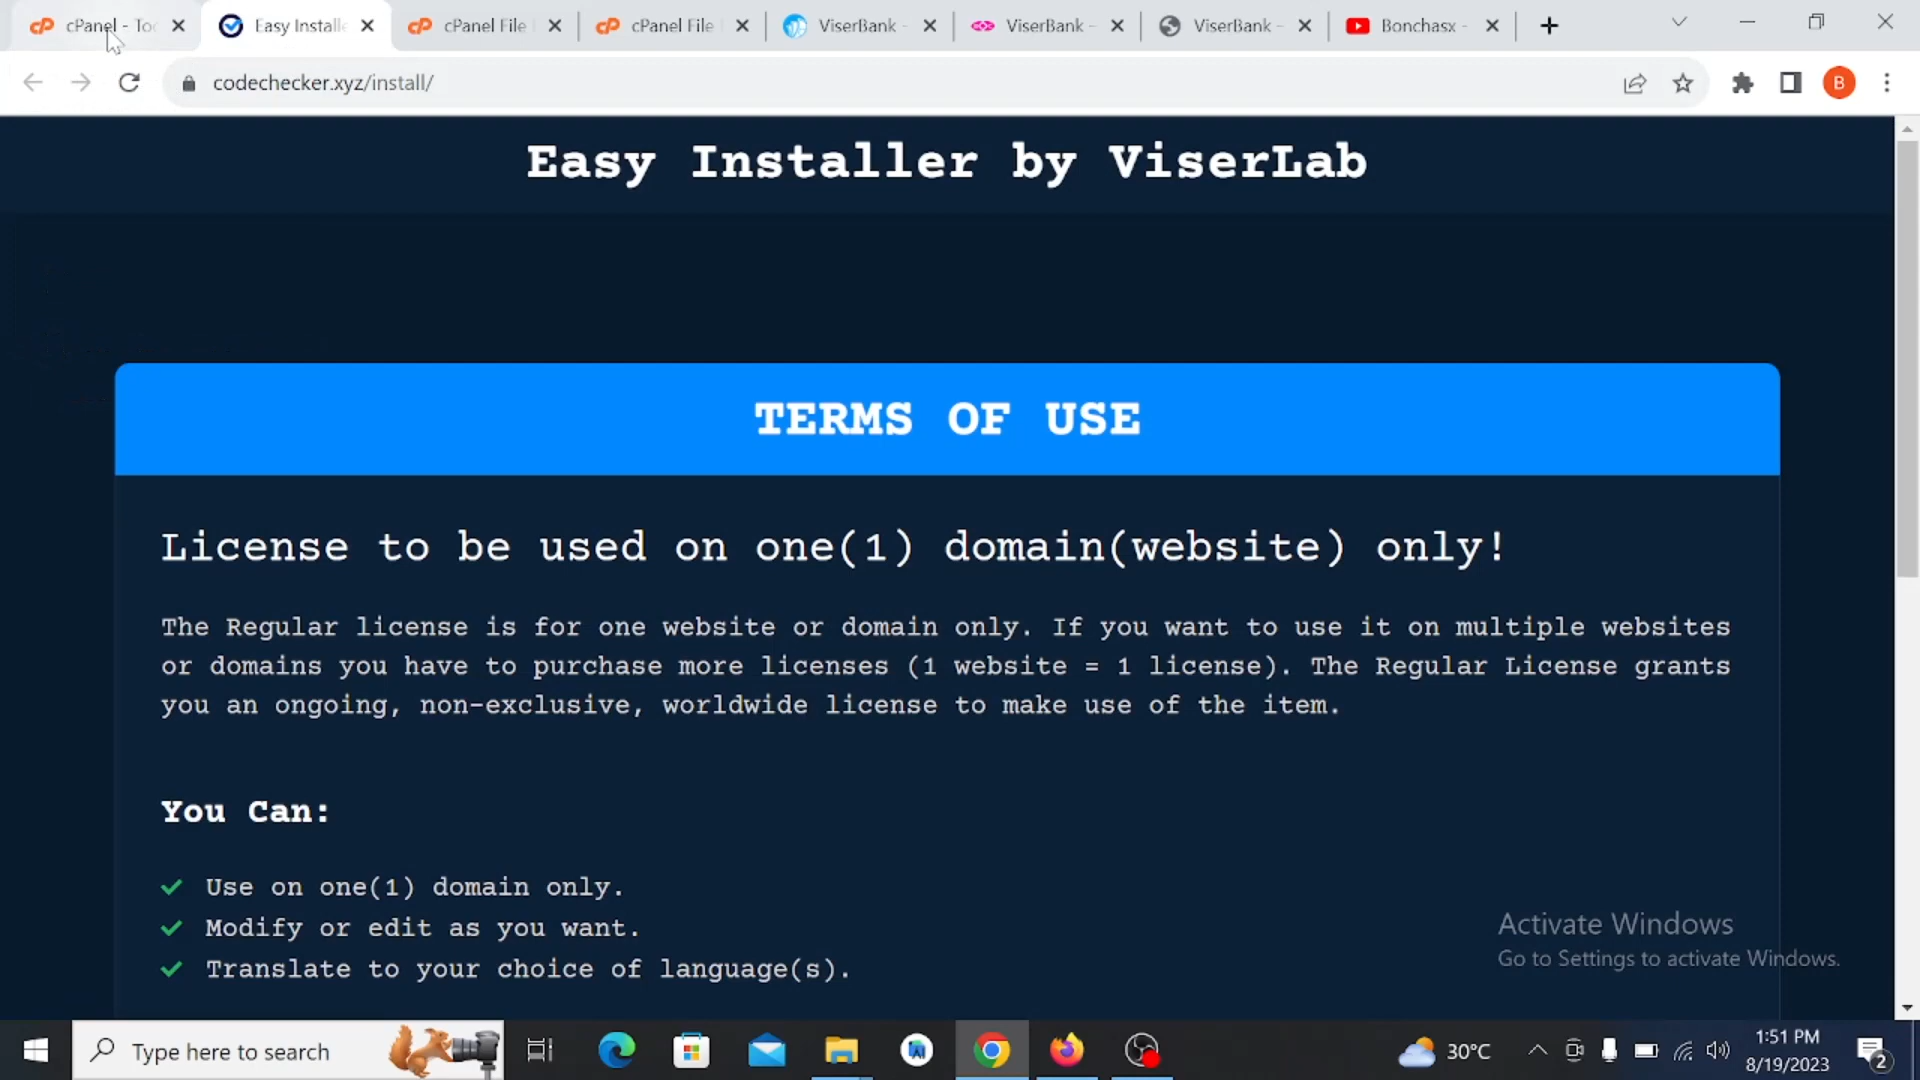 cPanel - Too
Easy Installe
cPanel File
cPanel File
ViserBank -
ViserBank -
ViserBank -
Bonchasx -
codechecker.xyz/install/
B
Easy Installer by ViserLab
TERMS OF USE
License to be used on one(1) domain(website) only!
The Regular license is for one website or domain only. If you want to use it on multiple websites
or domains you have to purchase more licenses (1 website = 1 license). The Regular License grants
you an ongoing, non-exclusive, worldwide license to make use of the item.
You Can:
Use on one(1) domain only.
Modify or edit as you want.
Translate to your choice of language(s).
Activate Windows
Go to Settings to activate Windows.
Type here to search
30°C
1:51 PM
8/19/2023
2